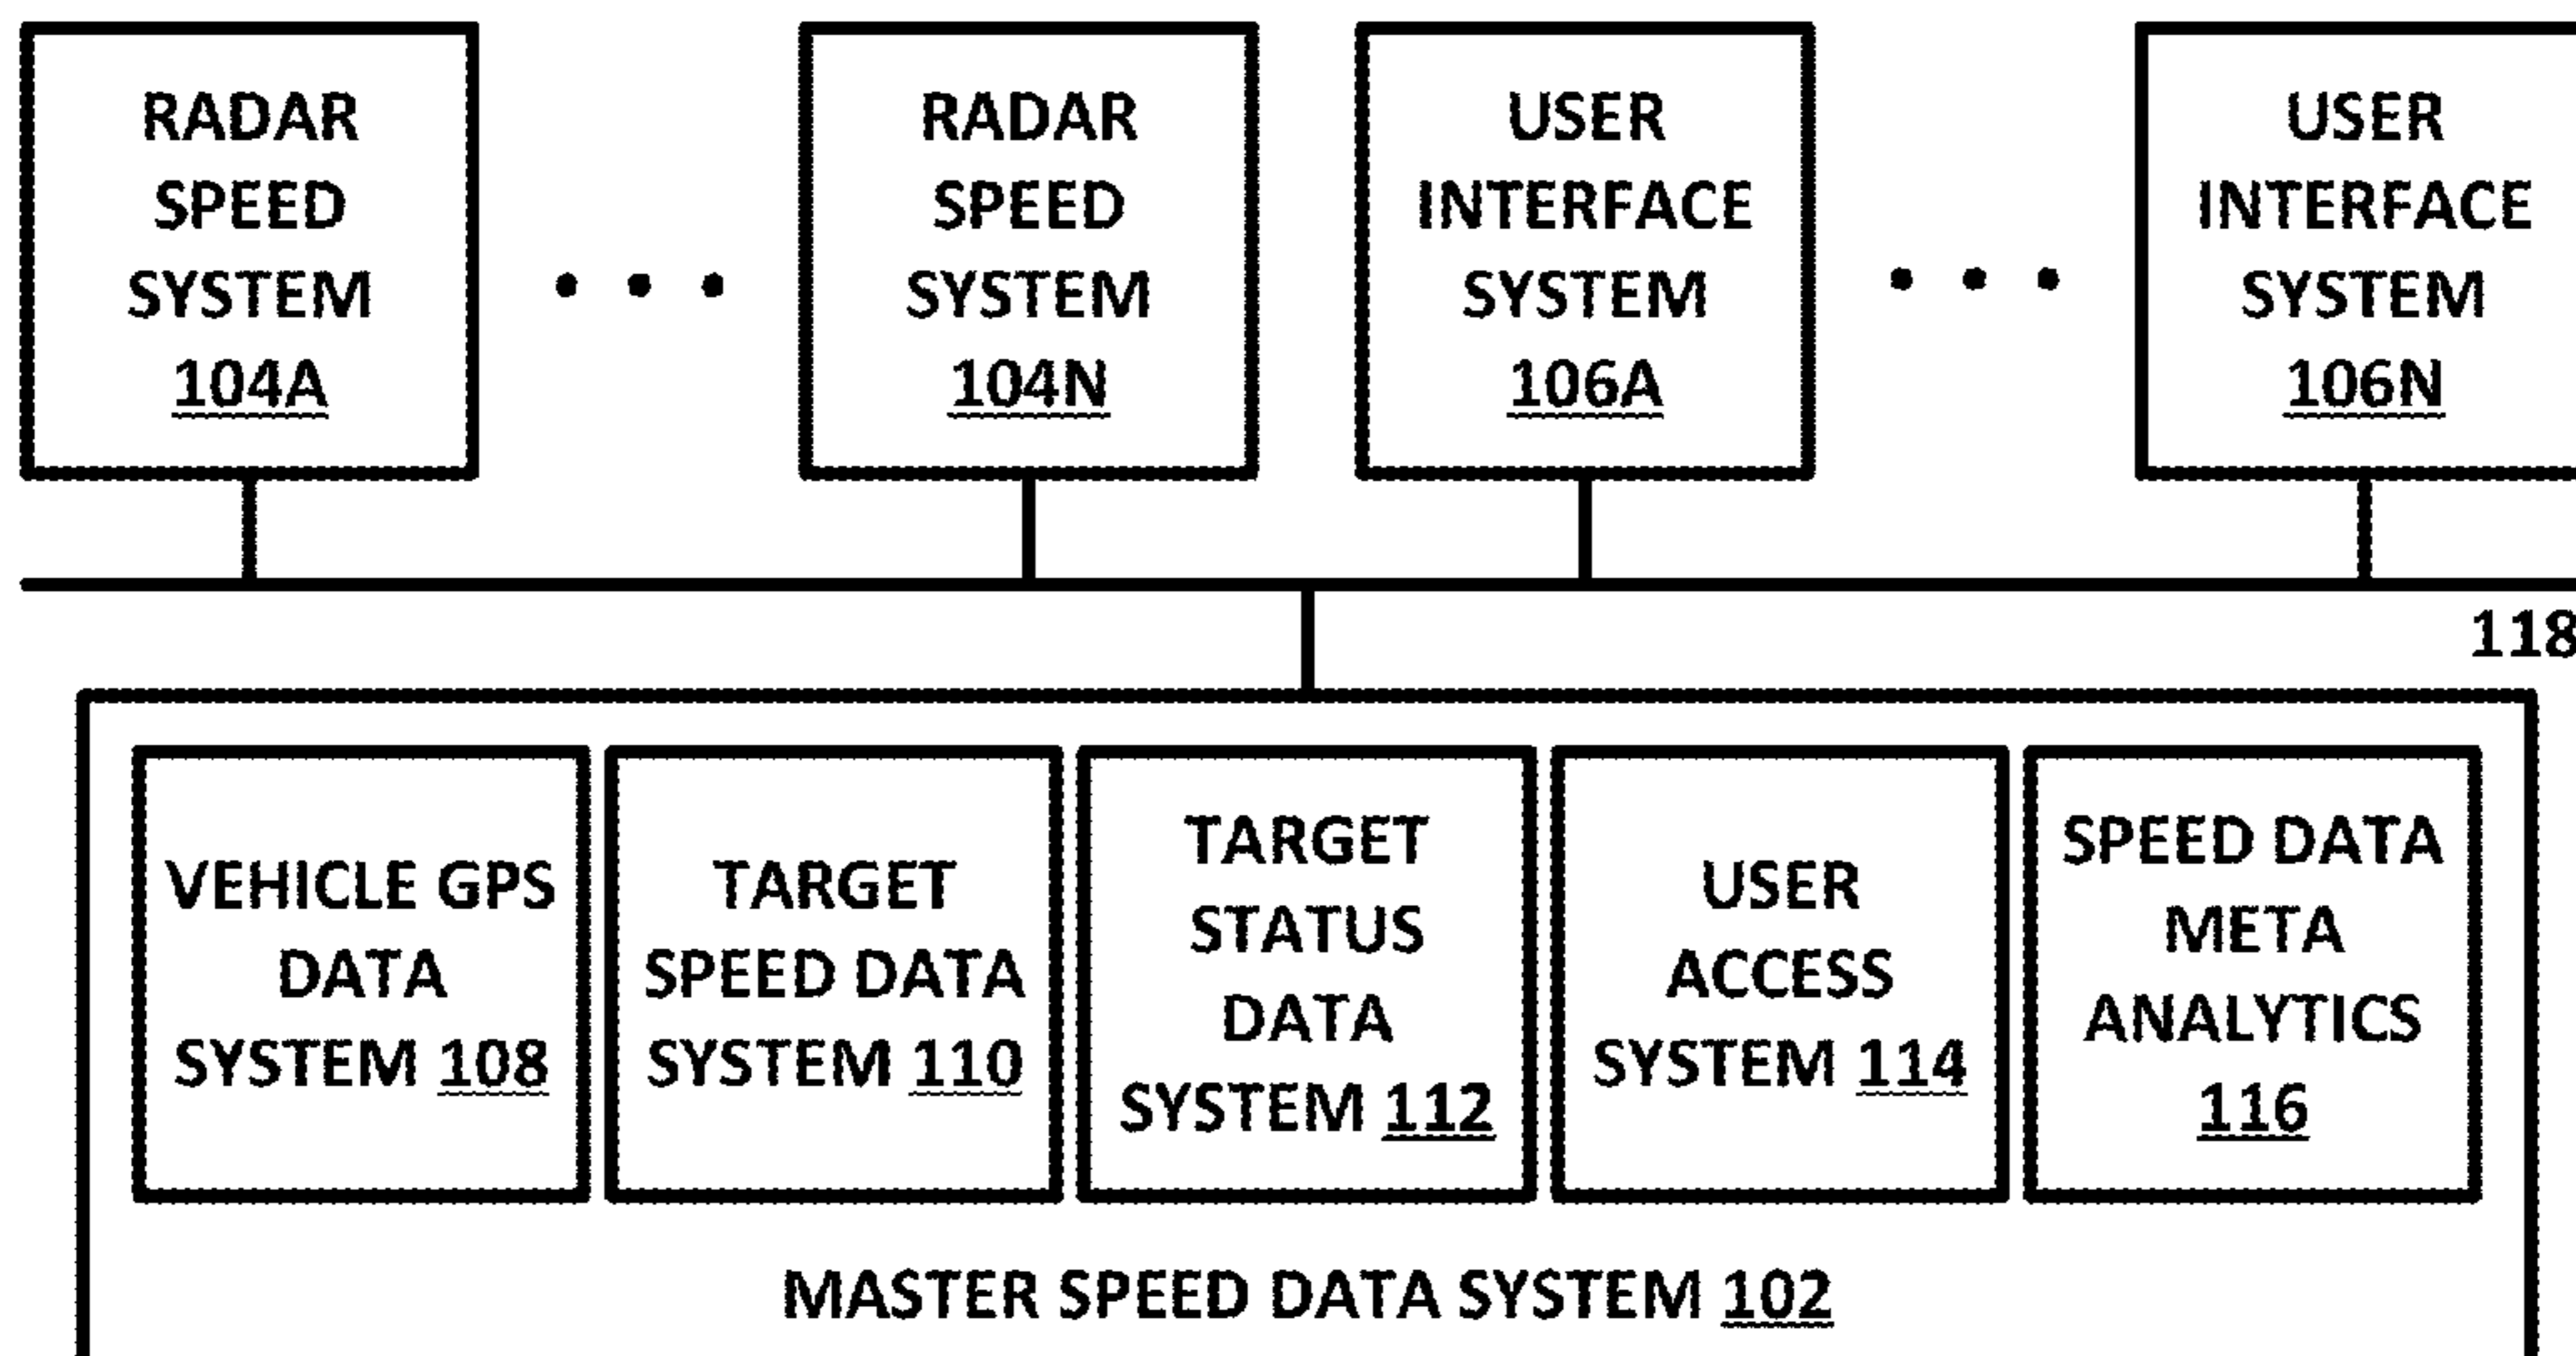 RADAR
SPEED
SYSTEM
104A
RADAR
SPEED
SYSTEM
104N
USER
INTERFACE
SYSTEM
106A
USER
INTERFACE
SYSTEM
106N
118
VEHICLE GPS
DATA
SYSTEM 108
TARGET
SPEED DATA
SYSTEM 110
TARGET
STATUS
DATA
SYSTEM 112
USER
ACCESS
SYSTEM 114
SPEED DATA
META
ANALYTICS
116
MASTER SPEED DATA SYSTEM 102